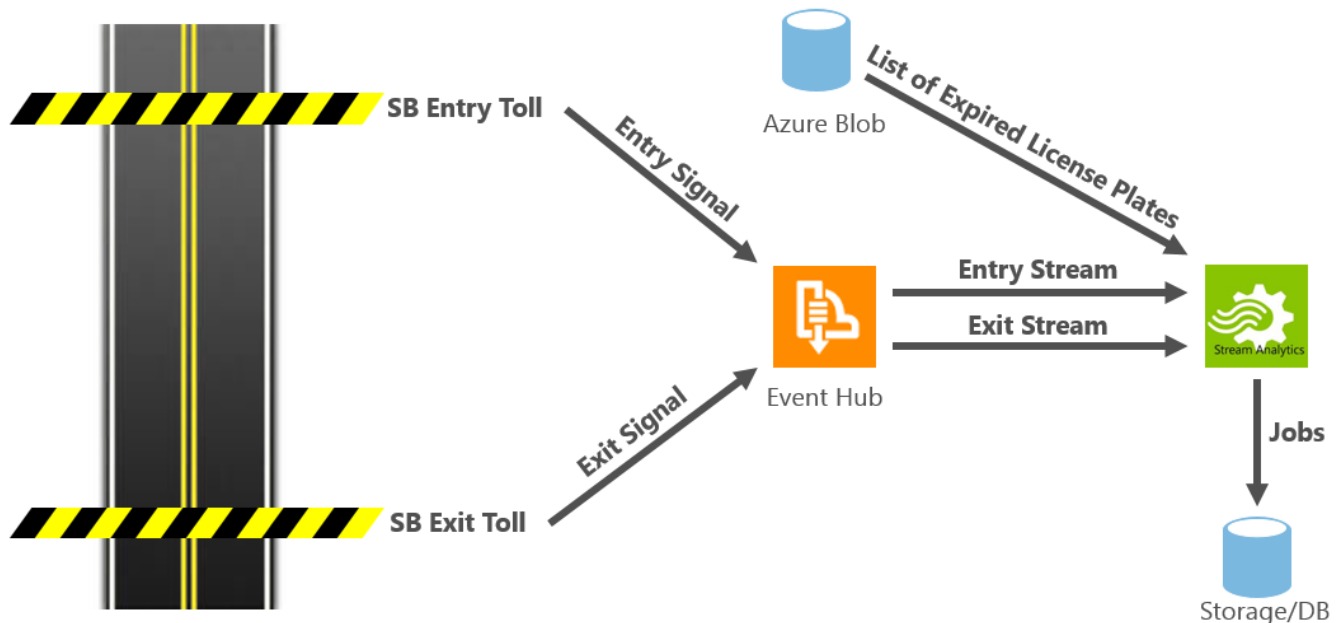 SB Entry Toll
Entry Signal
Azure Blob
List of Expired License Plates
Entry Stream
Exit Stream
Stream Analytics
Event Hub
Exit Signal
Jobs
SB Exit Toll
Storage/DB